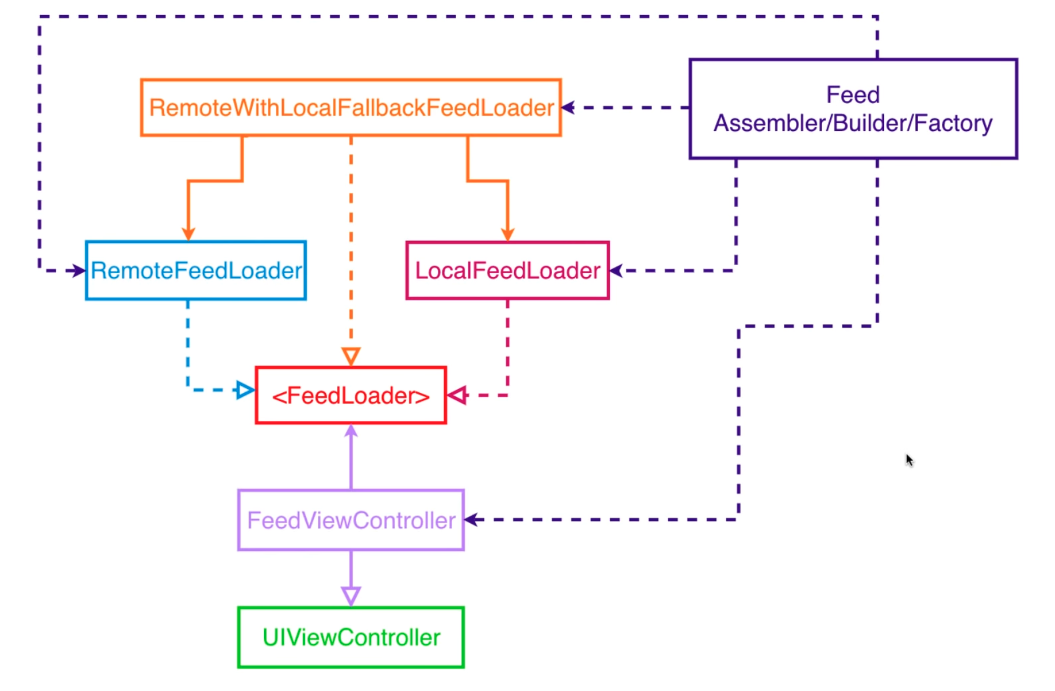 Feed
Assembler/Builder/Factory
RemoteWithLocalFallbackFeedLoader
RemoteFeedLoader
LocalFeedLoader
<FeedLoader>
FeedViewController
UIViewController